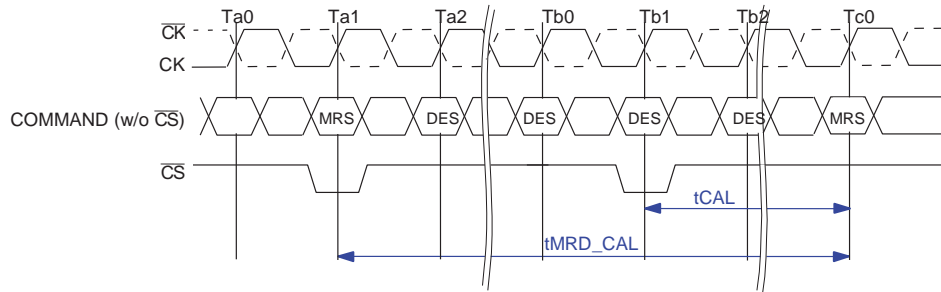 Ta0 Ta1 Ta2 Tb0 Tb1 Tb2 Tc0
CK
CK
COMMAND (w/o CS) MRS DES DES DES DES MRS
CS
tCAL
tMRD_CAL